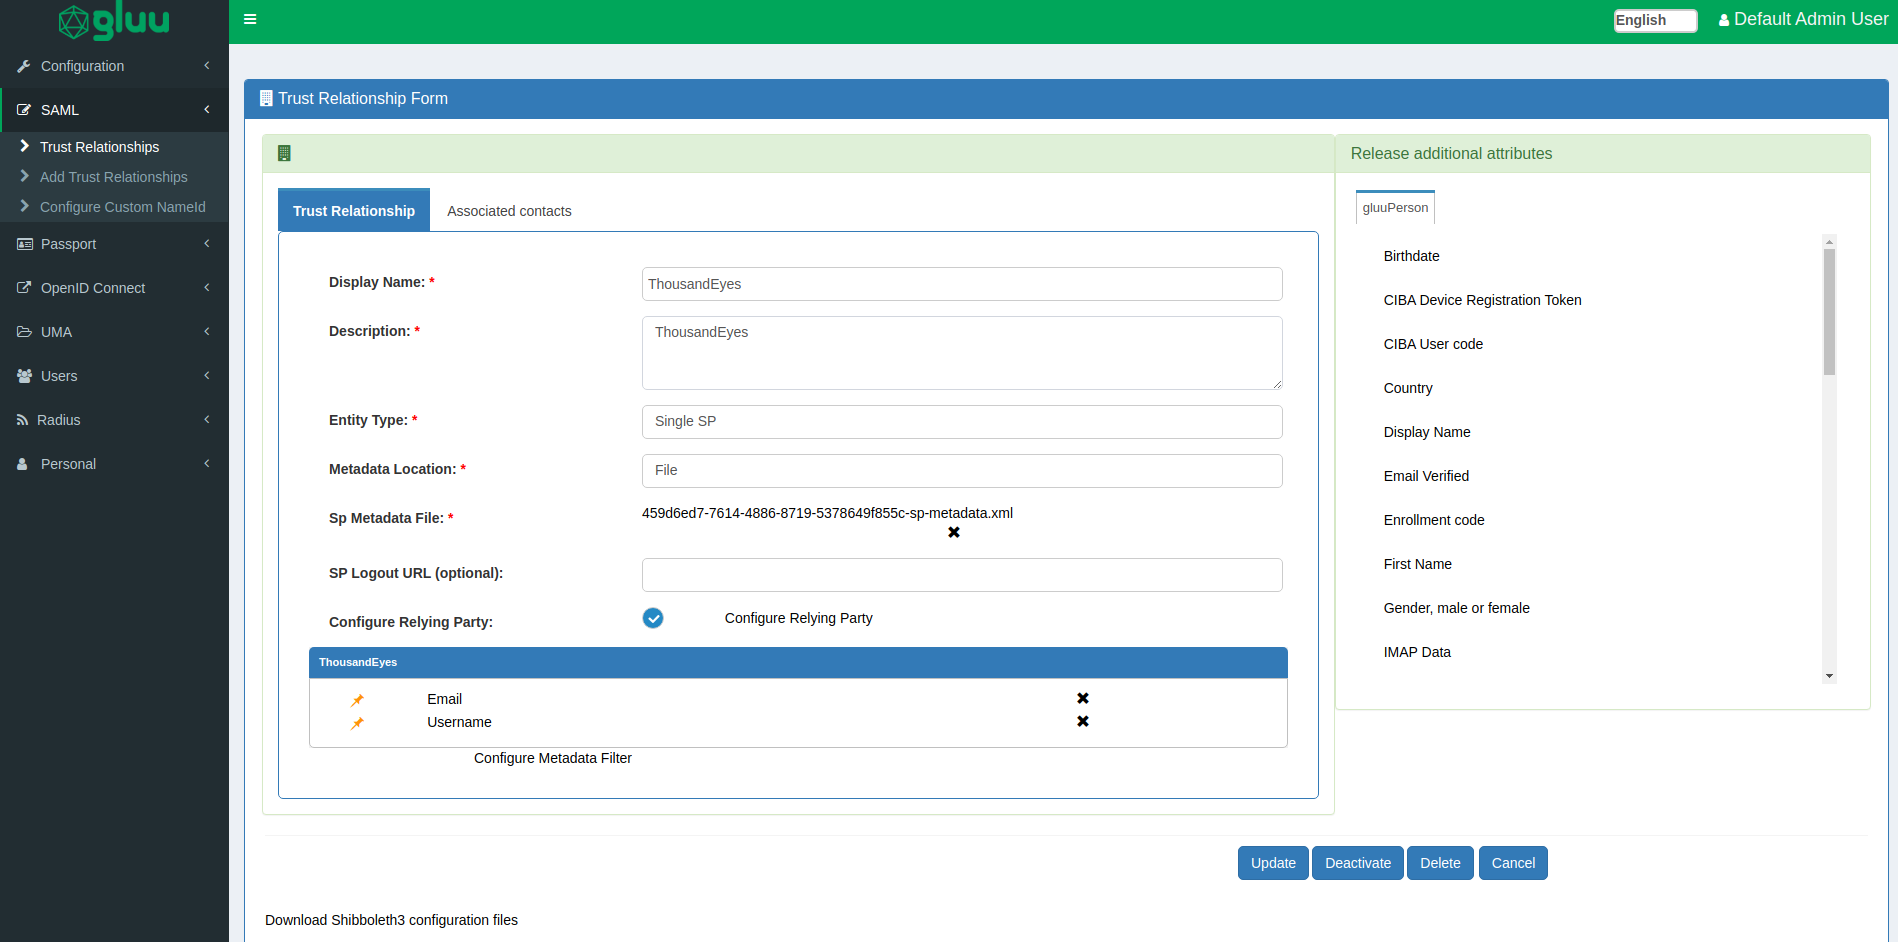 gluu
English
Default Admin User
Configuration
SAML
Trust Relationships
Add Trust Relationships
Configure Custom NameId
Passport
OpenID Connect
UMA
Users
Radius
Personal
Trust Relationship Form
Trust Relationship
Associated contacts
Display Name: *
ThousandEyes
Description: *
ThousandEyes
Entity Type: *
Single SP
Metadata Location: *
File
Sp Metadata File: *
459d6ed7-7614-4886-8719-5378649f855c-sp-metadata.xml
SP Logout URL (optional):
Configure Relying Party:
Configure Relying Party
ThousandEyes
Email
Username
Configure Metadata Filter
Release additional attributes
gluuPerson
Birthdate
CIBA Device Registration Token
CIBA User code
Country
Display Name
Email Verified
Enrollment code
First Name
Gender, male or female
IMAP Data
Update
Deactivate
Delete
Cancel
Download Shibboleth3 configuration files